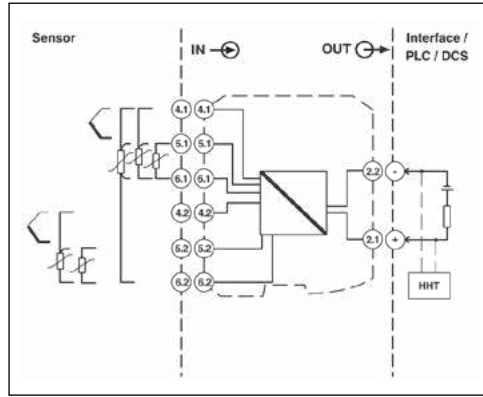 Sensor
IN
OUT
Interface /
PLC / DCS
4.1 4.1
5.1 5.1
6.1 6.1
2.2 -
4.2 4.2
2.1 +
5.2 5.2
6.2 6.2
HHT